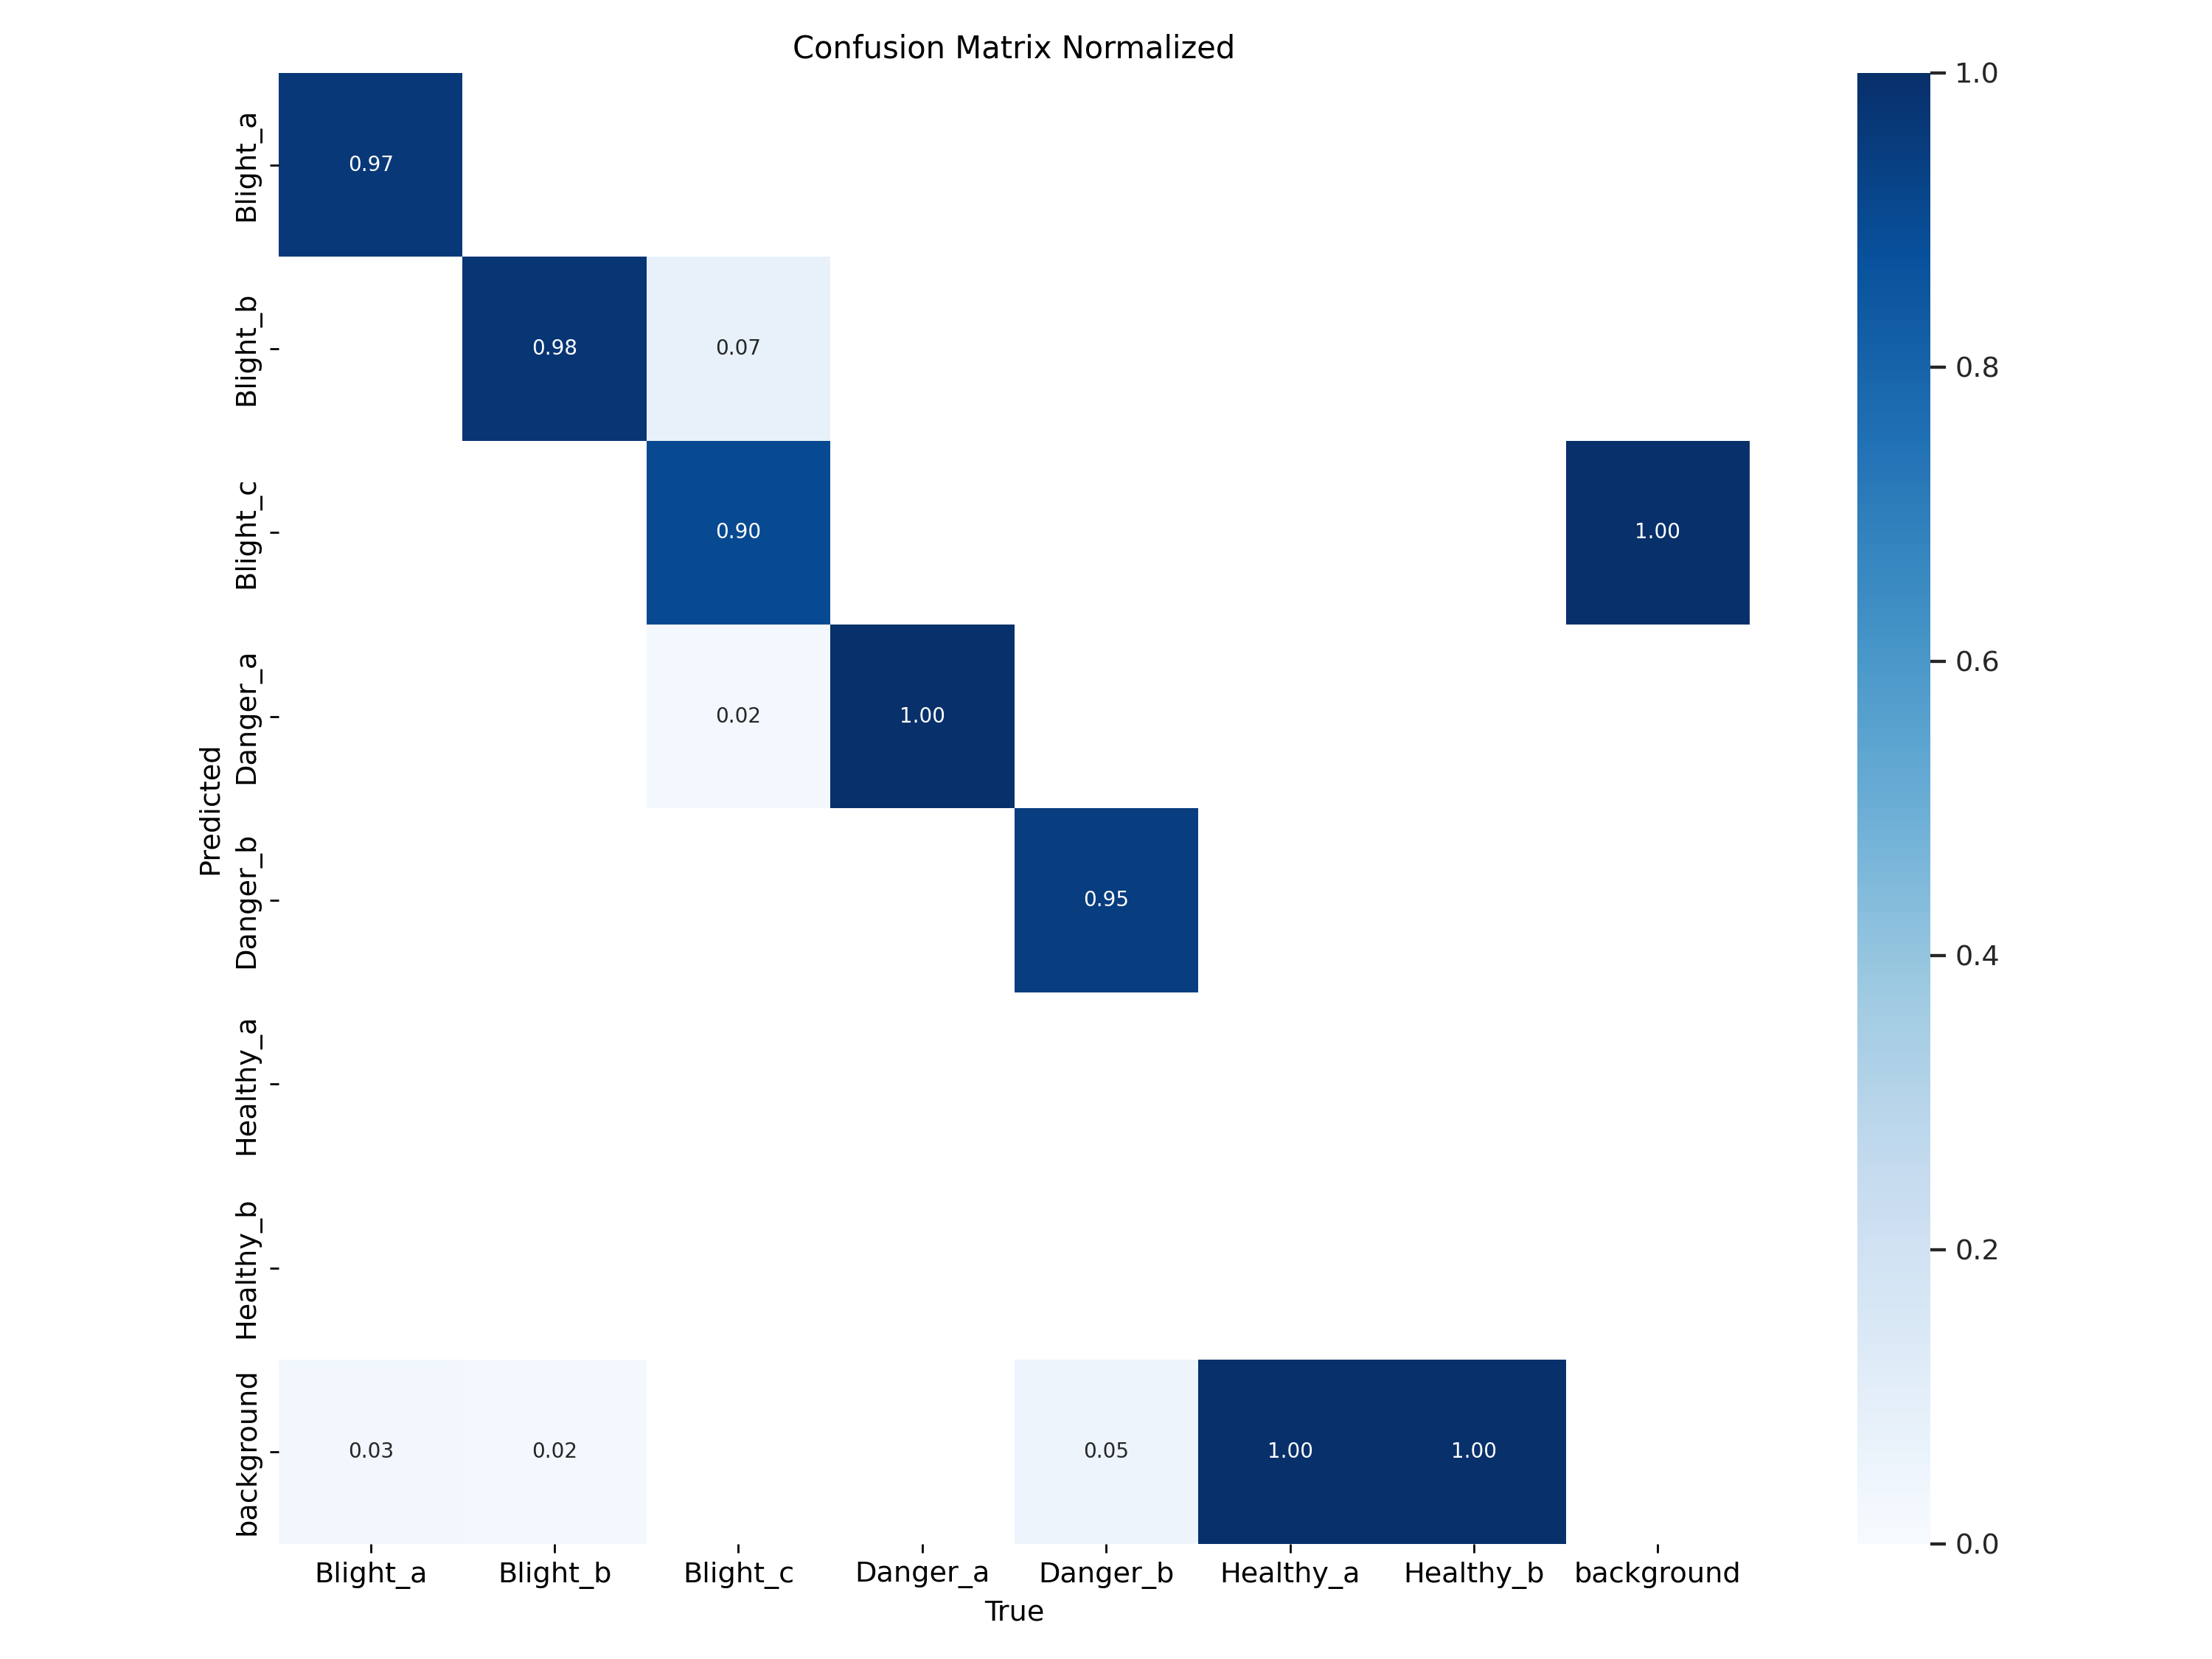 Confusion Matrix Normalized
Blight_a
0.97
Blight_b
0.98 0.07
Blight_c
0.90 1.00
Danger_a
0.02 1.00
Danger_b
0.95
Healthy_a
Healthy_b
background
0.03 0.02 0.05 1.00 1.00
Predicted
Blight_a Blight_b Blight_c Danger_a Danger_b Healthy_a Healthy_b background
True
1.0
0.8
0.6
0.4
0.2
0.0